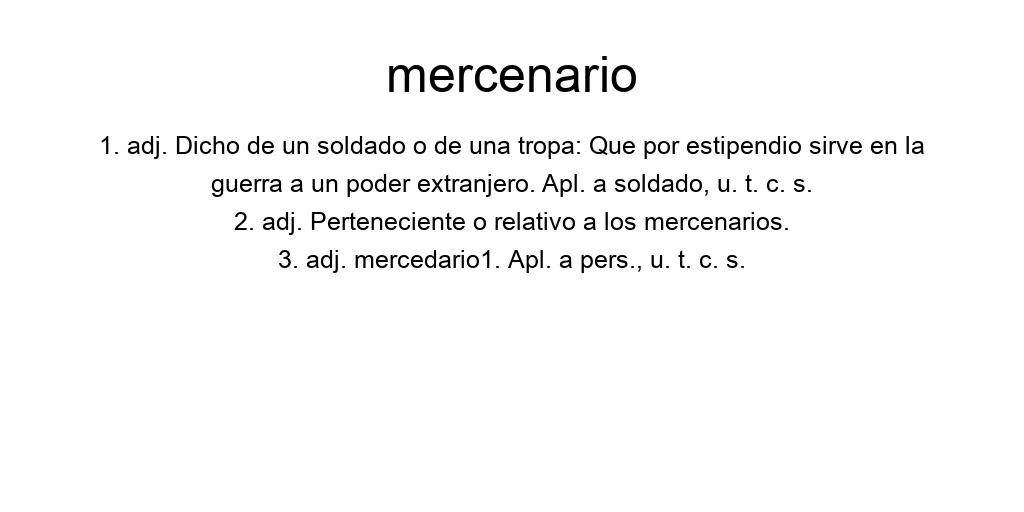 mercenario
1. adj. Dicho de un soldado o de una tropa: Que por estipendio sirve en la
guerra a un poder extranjero. Apl. a soldado, u. t. c. s.
2. adj. Perteneciente o relativo a los mercenarios.
3. adj. mercedario1. Apl. a pers., u. t. c. s.